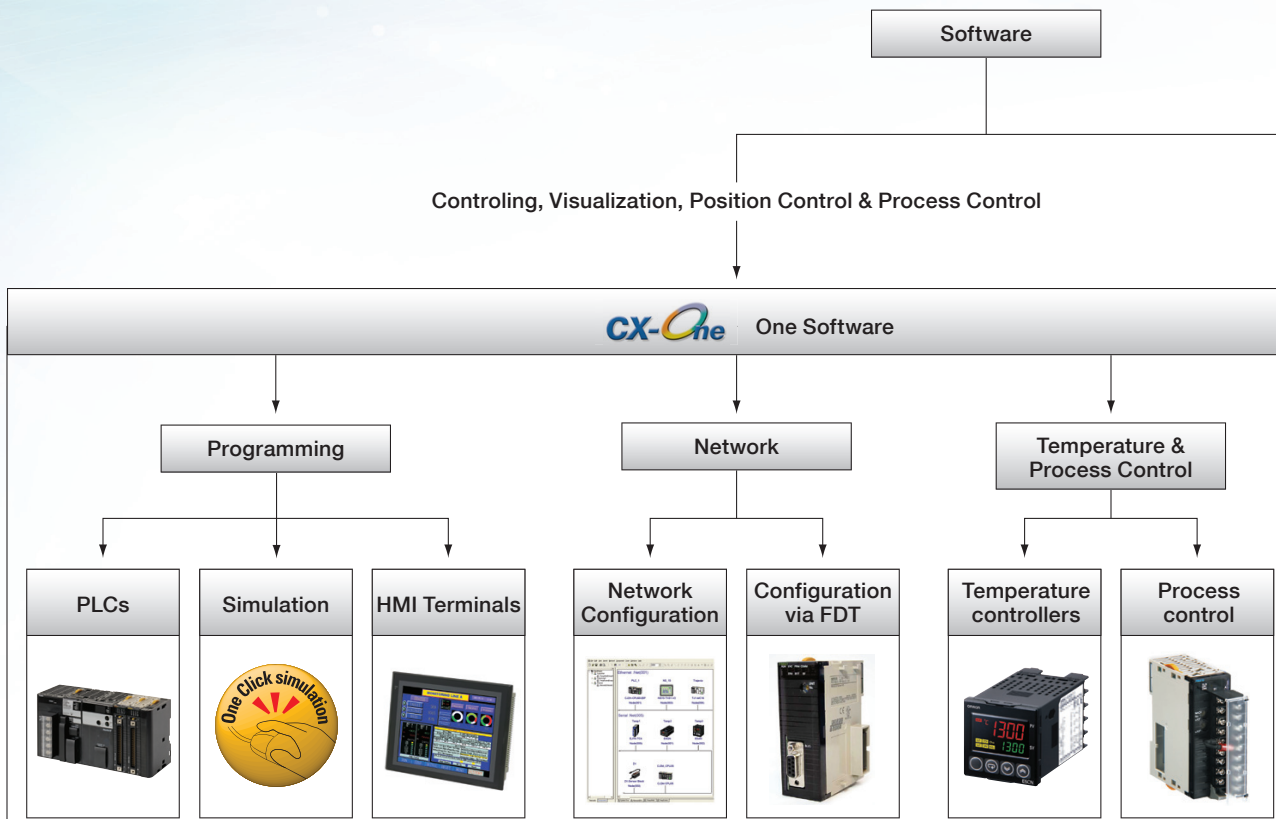 Software
Controling, Visualization, Position Control & Process Control
CX-One One Software
Programming
Network
Temperature &
Process Control
PLCs
Simulation
HMI Terminals
Network
Configuration
Configuration
via FDT
Temperature
controllers
Process
control
One Click simulation
1300
1300